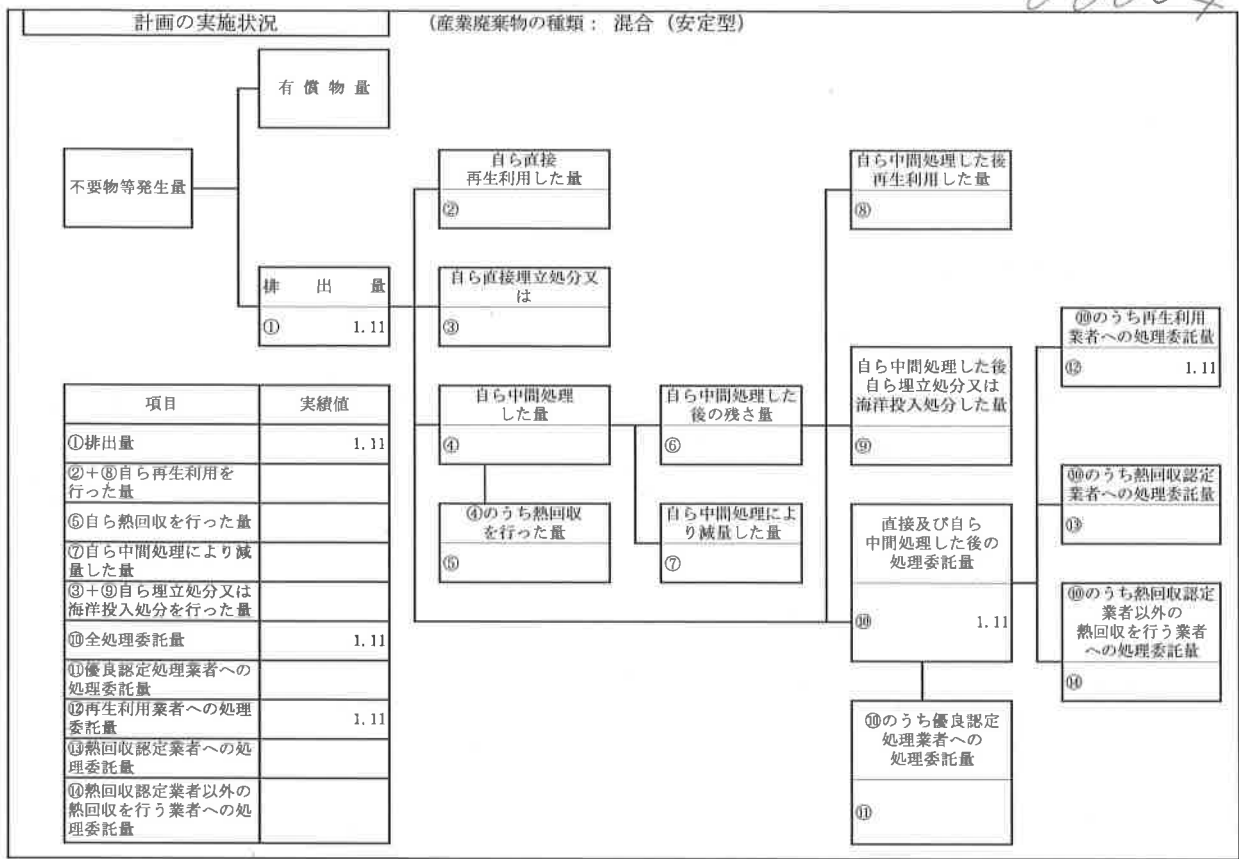 計画の実施状況
(産業廃棄物の種類： 混合（安定型）
有償物量
不要物等発生量
排出量
① 1.11
自ら直接
再生利用した量
②
自ら直接埋立処分又
は
③
自ら中間処理
した量
④
④のうち熱回収
を行った量
⑤
自ら中間処理した
後の残さ量
⑥
自ら中間処理によ
り減量した量
⑦
自ら中間処理した後
再生利用した量
⑧
自ら中間処理した後
自ら埋立処分又は
海洋投入処分した量
⑨
直接及び自ら
中間処理した後の
処理委託量
⑩ 1.11
⑩のうち優良認定
処理業者への
処理委託量
⑪
⑩のうち再生利用
業者への処理委託量
⑫ 1.11
⑩のうち熱回収認定
業者への処理委託量
⑬
⑩のうち熱回収認定
業者以外の
熱回収を行う業者
への処理委託量
⑭
項目 実績値
①排出量 1.11
②+⑧自ら再生利用を
行った量
⑤自ら熱回収を行った量
⑦自ら中間処理により減
量した量
③+⑨自ら埋立処分又は
海洋投入処分を行った量
⑩全処理委託量 1.11
⑪優良認定処理業者への
処理委託量
⑫再生利用業者への処理
委託量 1.11
⑬熱回収認定業者への処
理委託量
⑭熱回収認定業者以外の
熱回収を行う業者への処
理委託量